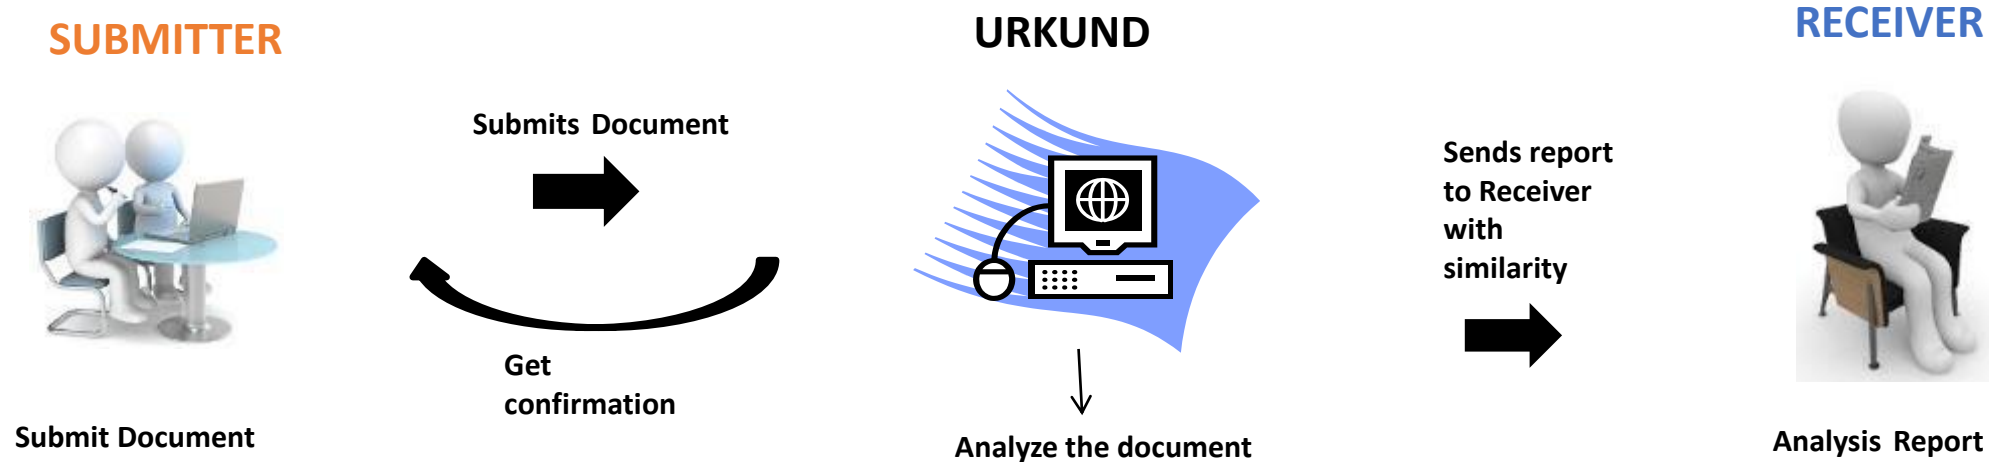 SUBMITTER
URKUND
RECEIVER
Submits Document
Sends report
to Receiver
with
similarity
Get
confirmation
Submit Document
Analyze the document
Analysis Report